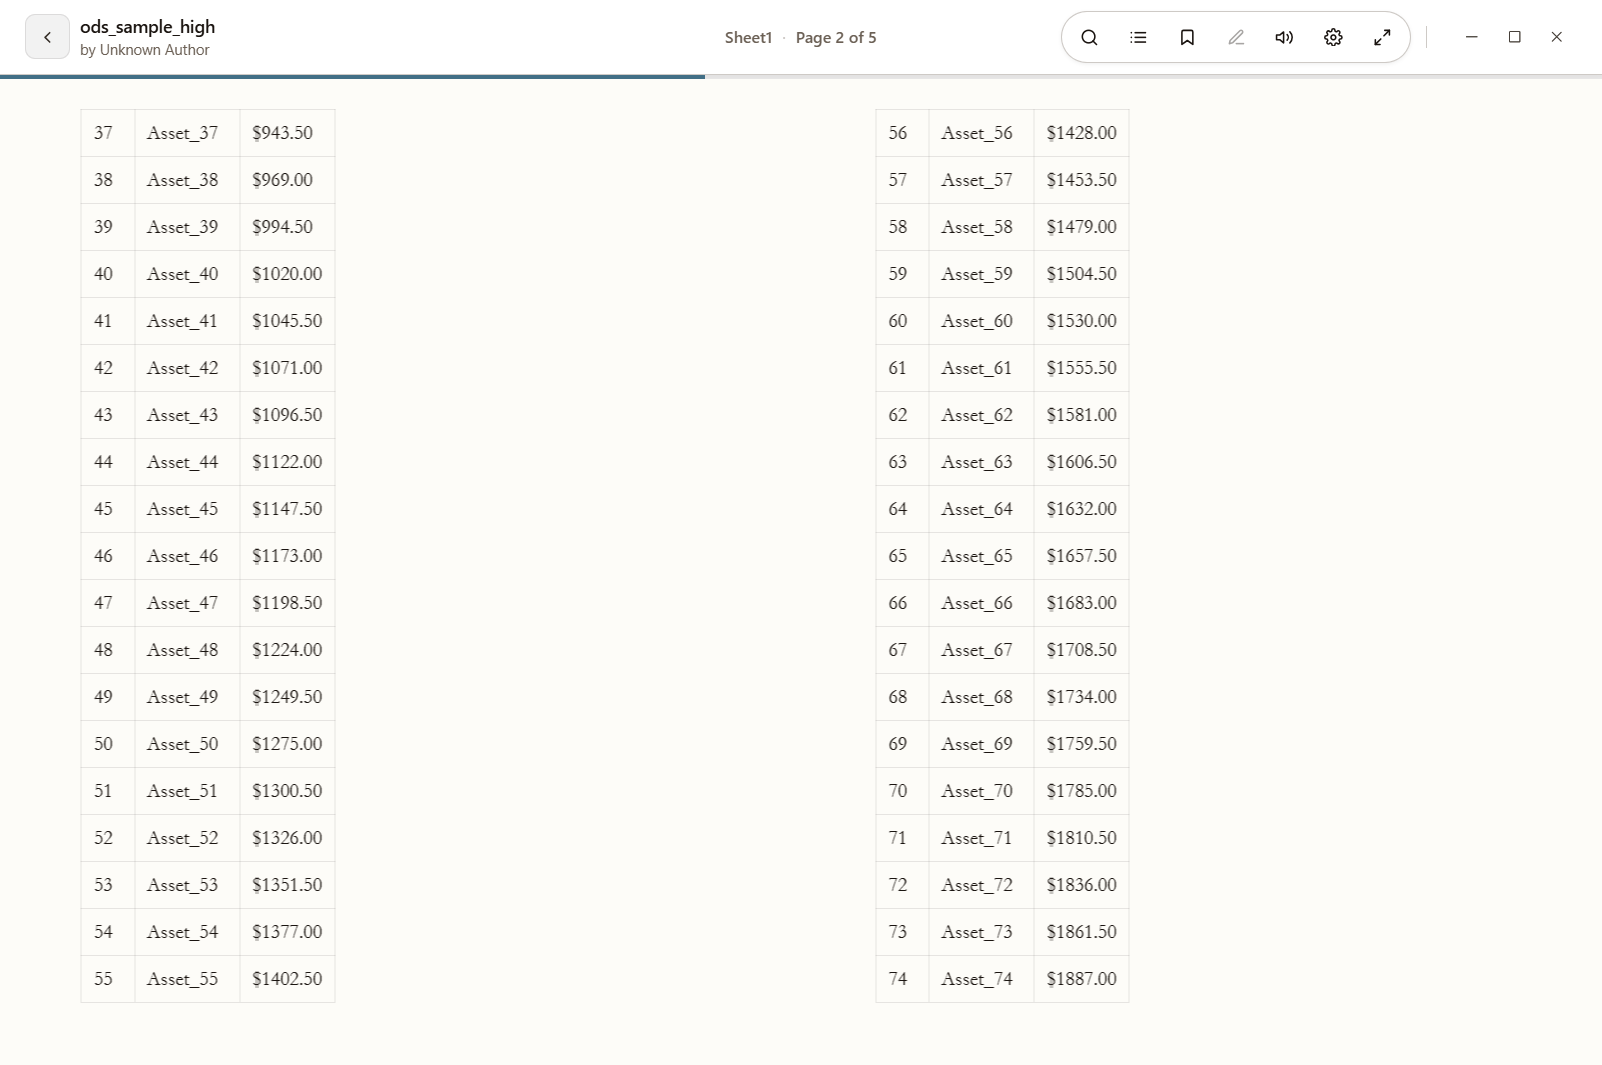 ods_sample_high
by Unknown Author
Sheet1 · Page 2 of 5
37 Asset_37 $943.50
38 Asset_38 $969.00
39 Asset_39 $994.50
40 Asset_40 $1020.00
41 Asset_41 $1045.50
42 Asset_42 $1071.00
43 Asset_43 $1096.50
44 Asset_44 $1122.00
45 Asset_45 $1147.50
46 Asset_46 $1173.00
47 Asset_47 $1198.50
48 Asset_48 $1224.00
49 Asset_49 $1249.50
50 Asset_50 $1275.00
51 Asset_51 $1300.50
52 Asset_52 $1326.00
53 Asset_53 $1351.50
54 Asset_54 $1377.00
55 Asset_55 $1402.50
56 Asset_56 $1428.00
57 Asset_57 $1453.50
58 Asset_58 $1479.00
59 Asset_59 $1504.50
60 Asset_60 $1530.00
61 Asset_61 $1555.50
62 Asset_62 $1581.00
63 Asset_63 $1606.50
64 Asset_64 $1632.00
65 Asset_65 $1657.50
66 Asset_66 $1683.00
67 Asset_67 $1708.50
68 Asset_68 $1734.00
69 Asset_69 $1759.50
70 Asset_70 $1785.00
71 Asset_71 $1810.50
72 Asset_72 $1836.00
73 Asset_73 $1861.50
74 Asset_74 $1887.00